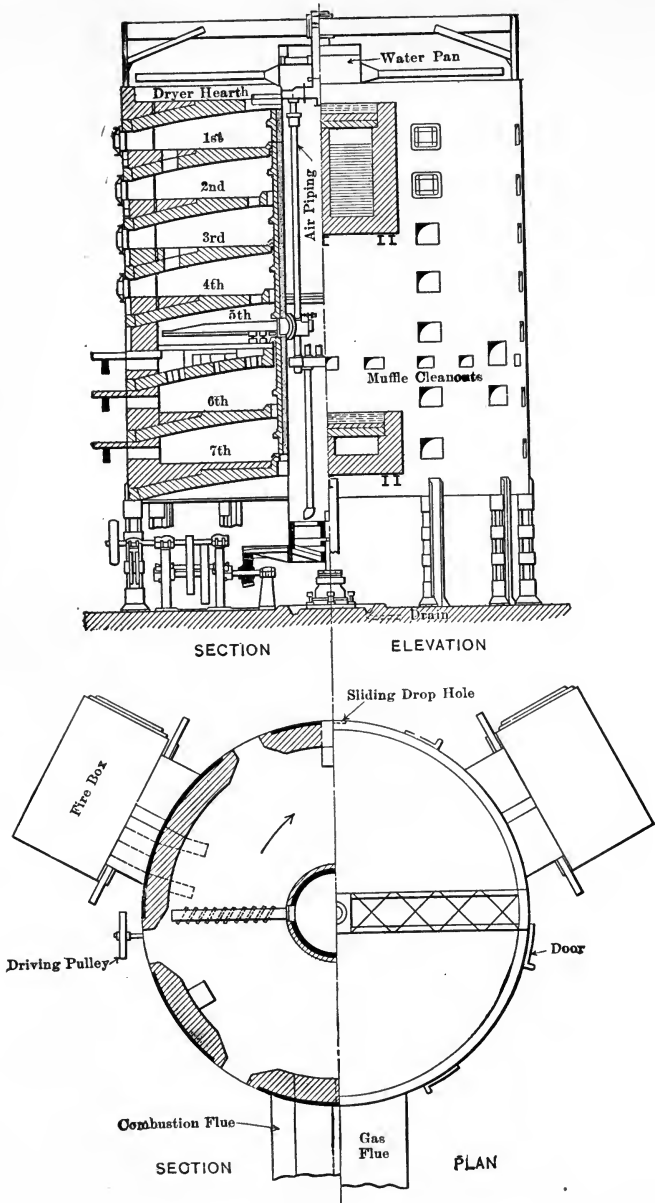 Water Pan
Dryer Hearth
1st
2nd
3rd
4th
5th
6th
7th
Air Piping
Muffle Cleanouts
Drain
SECTION
ELEVATION
Sliding Drop Hole
Fire Box
Driving Pulley
Door
Combustion Flue
Gas
Flue
SECTION
PLAN